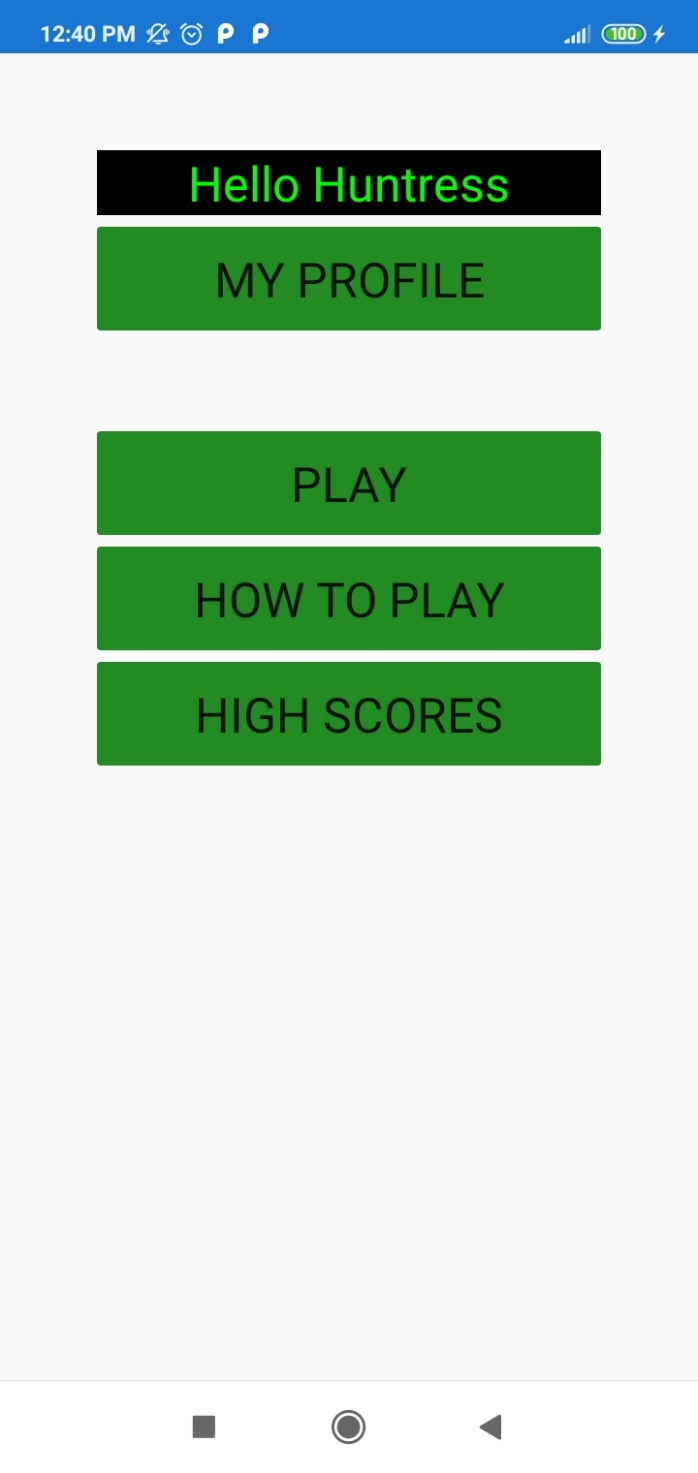 12:40 PM
100
Hello Huntress
MY PROFILE
PLAY
HOW TO PLAY
HIGH SCORES